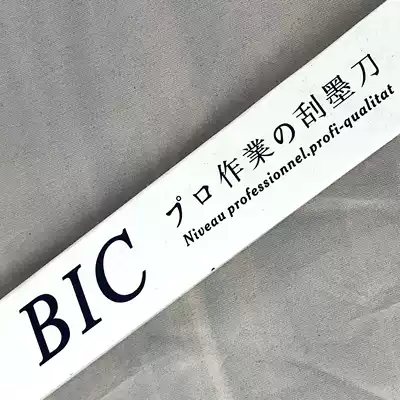 BIC
プロ作業の刮墨刀
Niveau professionnel.profi-qualitat